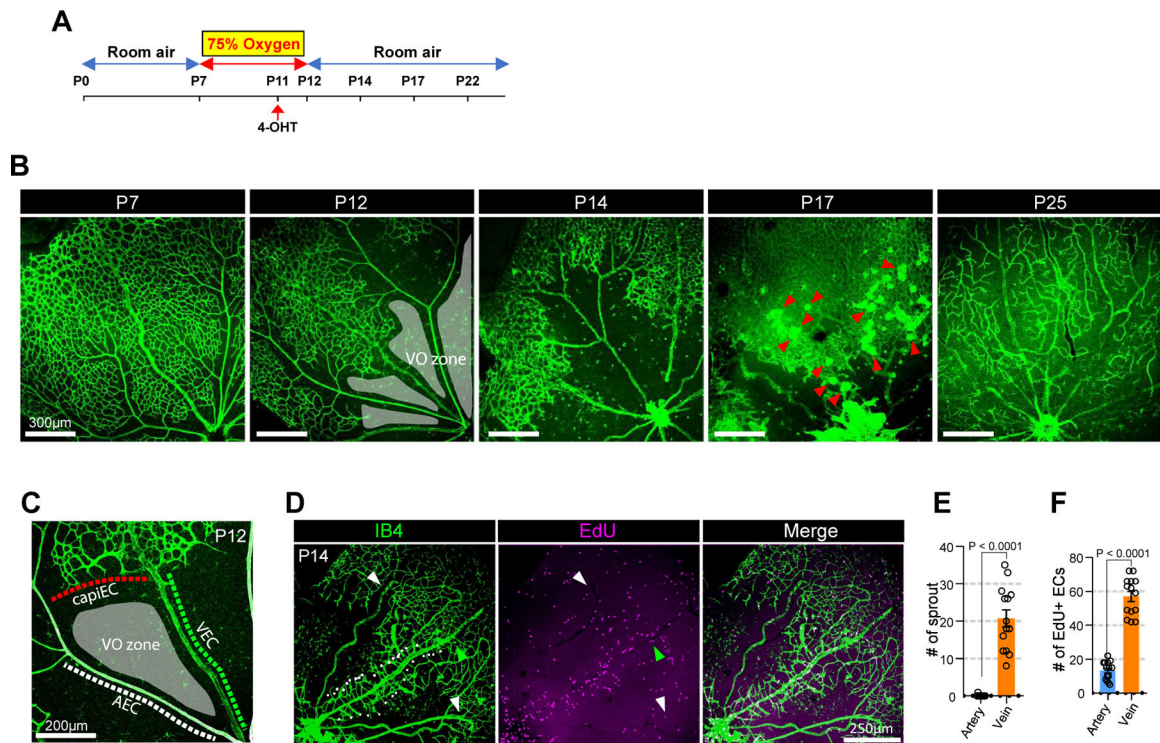 A
75% Oxygen
Room air
Room air
P0
P7
P11
P12
P14
P17
P22
4-OHT
B
P7
P12
P14
P17
P25
VO zone
300µm
C
D
E
F
IB4
EdU
Merge
P12
P14
capiEC
VEC
VO zone
AEC
200µm
250µm
P < 0.0001
# of sprout
40
30
20
10
0
Artery
Vein
P < 0.0001
# of EdU+ ECs
80
60
40
20
0
Artery
Vein